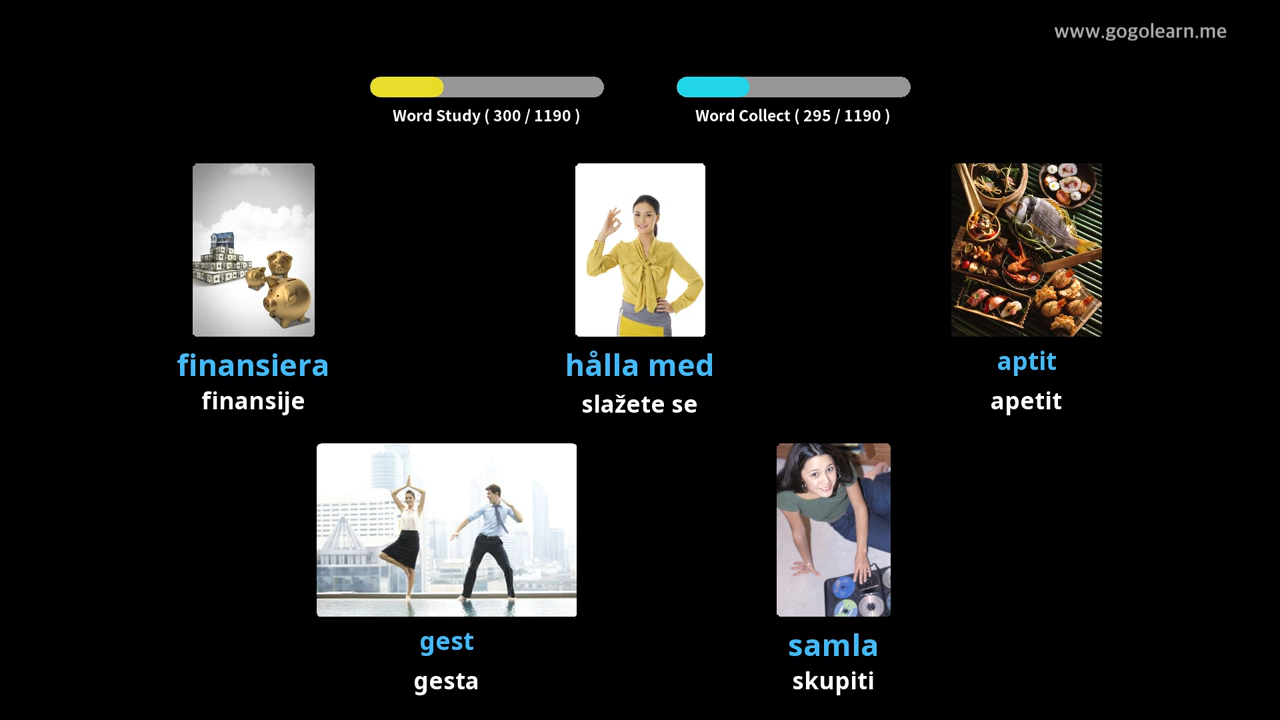 www.gogolearn.me
Word Study ( 300 / 1190 )
Word Collect ( 295 / 1190 )
finansiera
finansije
hålla med
slažete se
aptit
apetit
gest
gesta
samla
skupiti